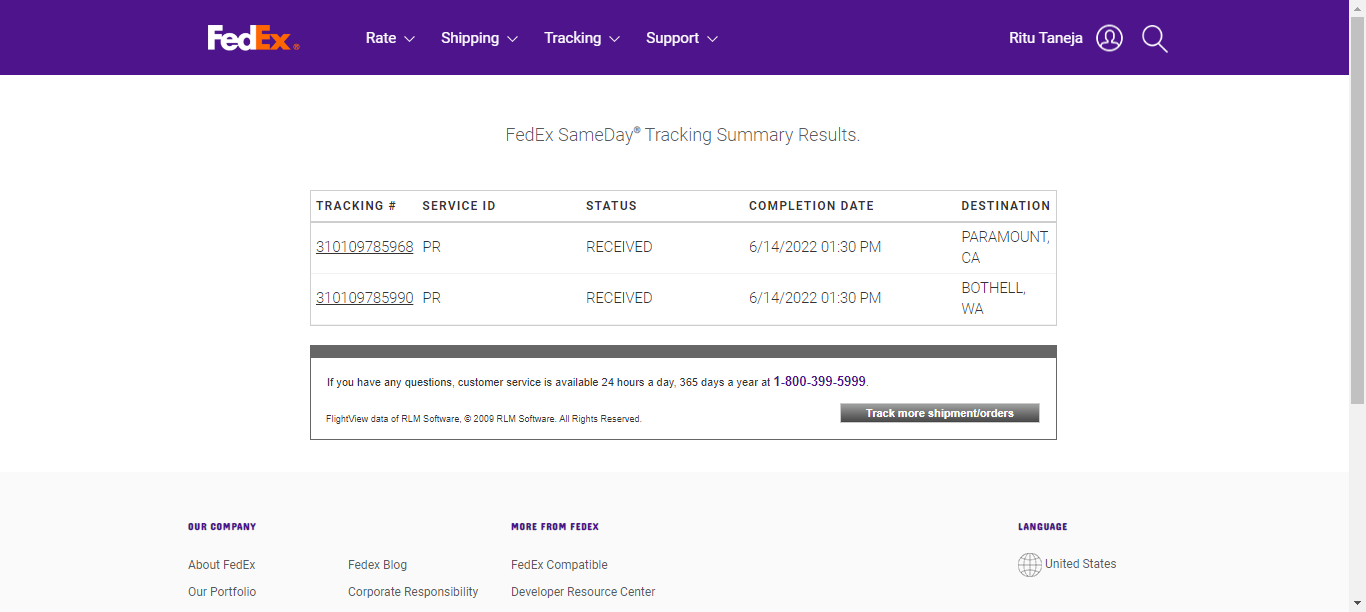 FedEx® Rate Shipping Tracking Support Ritu Taneja
FedEx SameDay® Tracking Summary Results.
TRACKING # SERVICE ID STATUS COMPLETION DATE DESTINATION
310109785968 PR RECEIVED 6/14/2022 01:30 PM PARAMOUNT,
CA
310109785990 PR RECEIVED 6/14/2022 01:30 PM BOTHELL,
WA
If you have any questions, customer service is available 24 hours a day, 365 days a year at 1-800-399-5999.
FlightView data of RLM Software, © 2009 RLM Software. All Rights Reserved.
Track more shipment/orders
OUR COMPANY MORE FROM FEDEX LANGUAGE
About FedEx Fedex Blog FedEx Compatible United States
Our Portfolio Corporate Responsibility Developer Resource Center